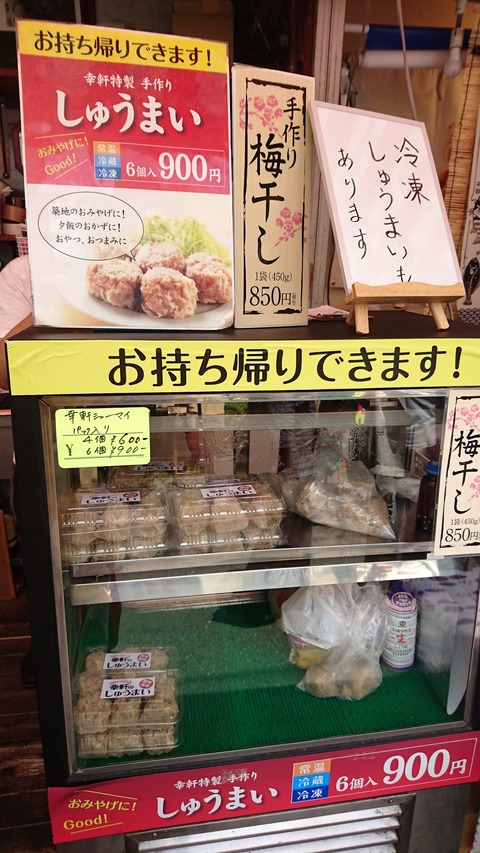 お持ち帰りできます!
幸軒特製 手作り
しゅうまい
おみやげに!
Good!
常温
冷蔵
冷凍
6個入 900円
築地のおみやげに!
夕飯のおかずに!
おやつ、おつまみに
手作り
梅干し
1袋(450g)
850円
冷凍
しゅうまいも
あります
お持ち帰りできます!
幸軒シューマイ
パック入り
4個 ¥600-
6個 ¥900-
梅干し
1袋(450g)
850円
幸軒の
しゅうまい
生
幸軒特製 手作り
おみやげに!
Good!
しゅうまい
常温
冷蔵
冷凍
6個入 900円